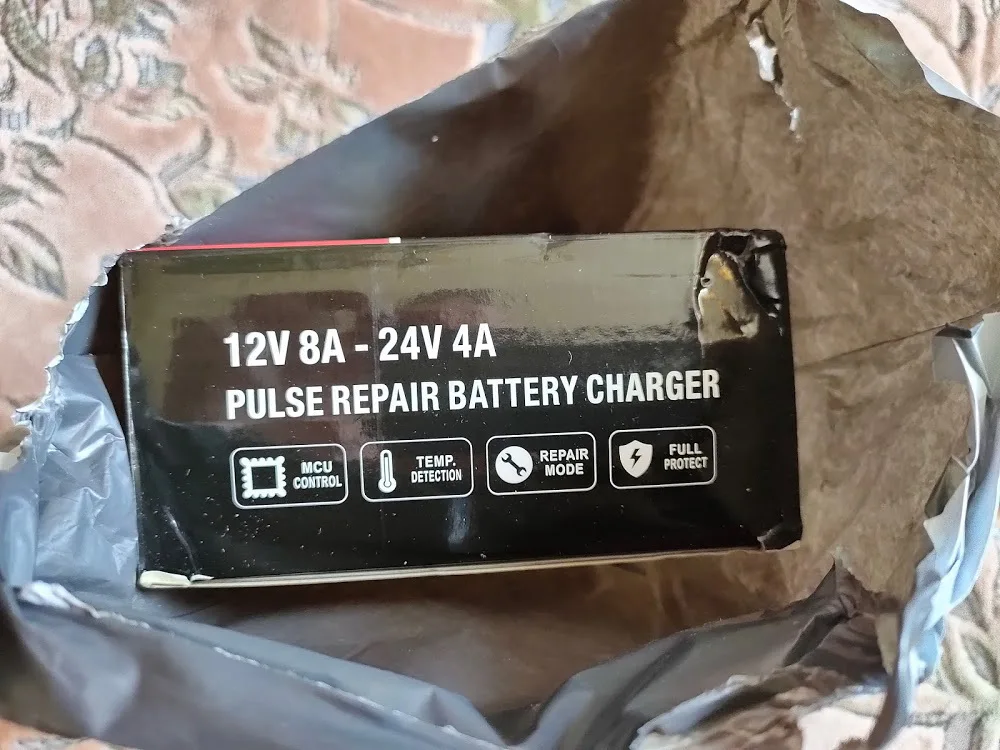 12V 8A - 24V 4A
PULSE REPAIR BATTERY CHARGER
MCU
CONTROL
TEMP.
DETECTION
REPAIR
MODE
FULL
PROTECT